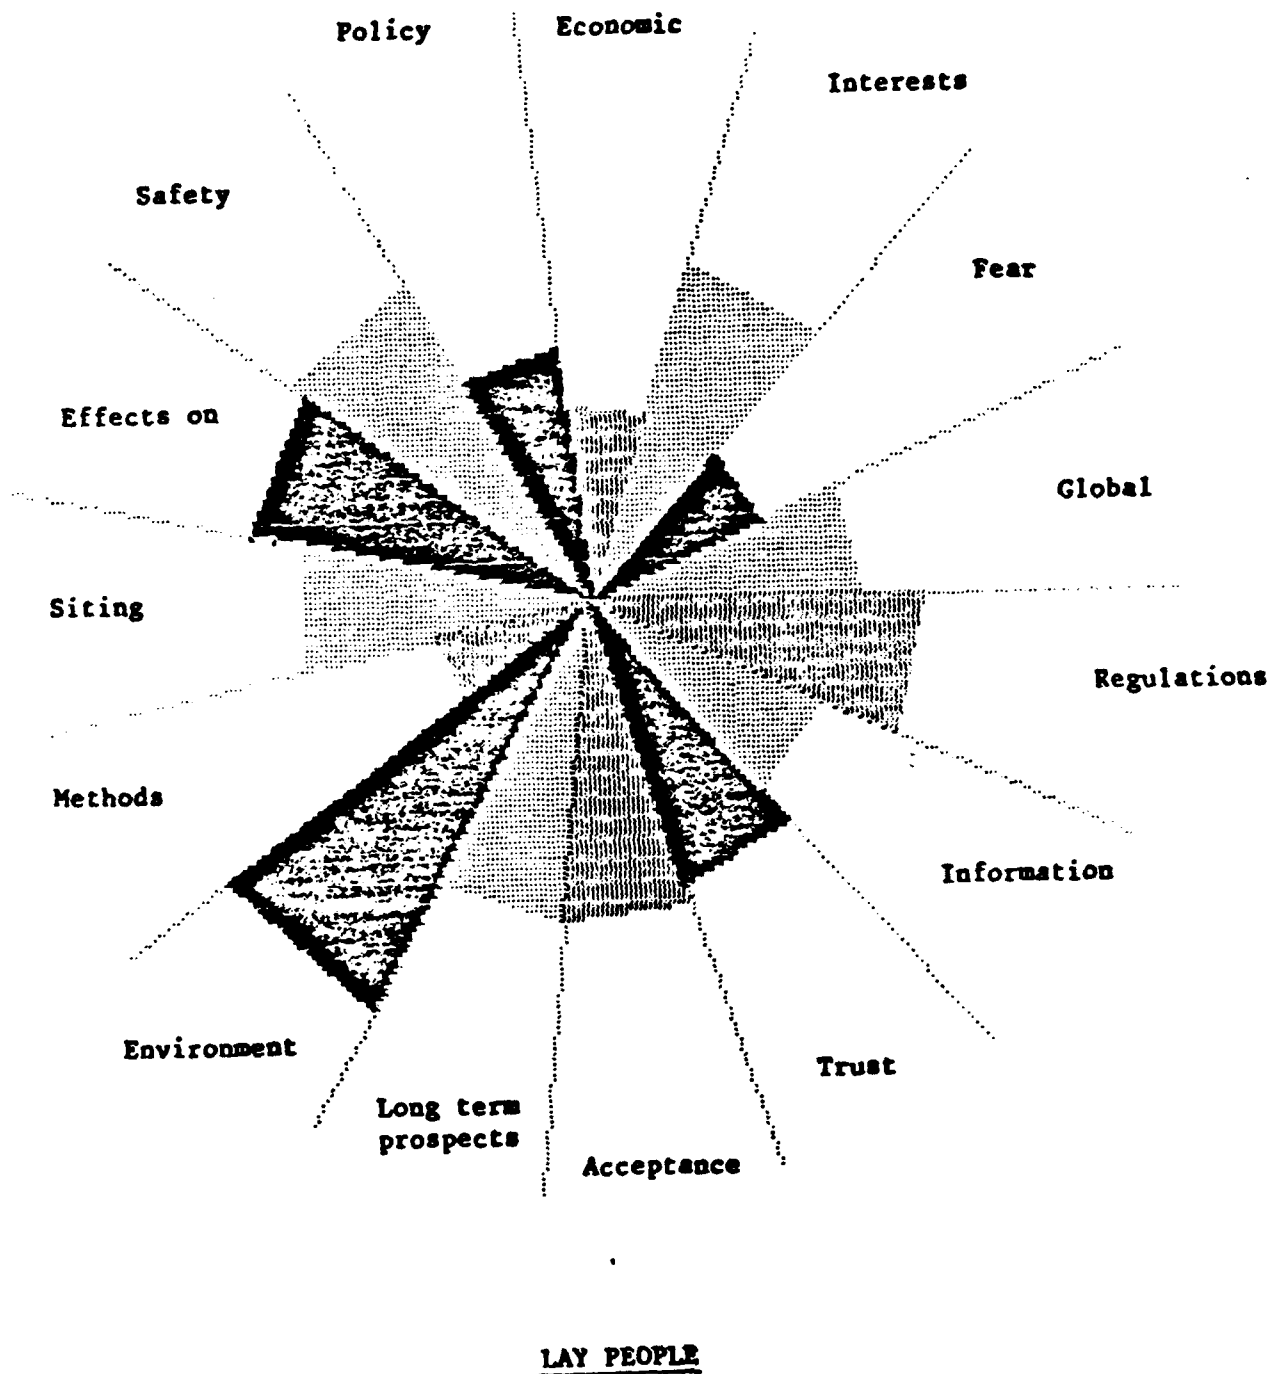 Policy
Economic
Interests
Safety
Fear
Effects on
Global
Siting
Regulations
Methods
Information
Environment
Trust
Long term
prospects
Acceptance
LAY PEOPLE